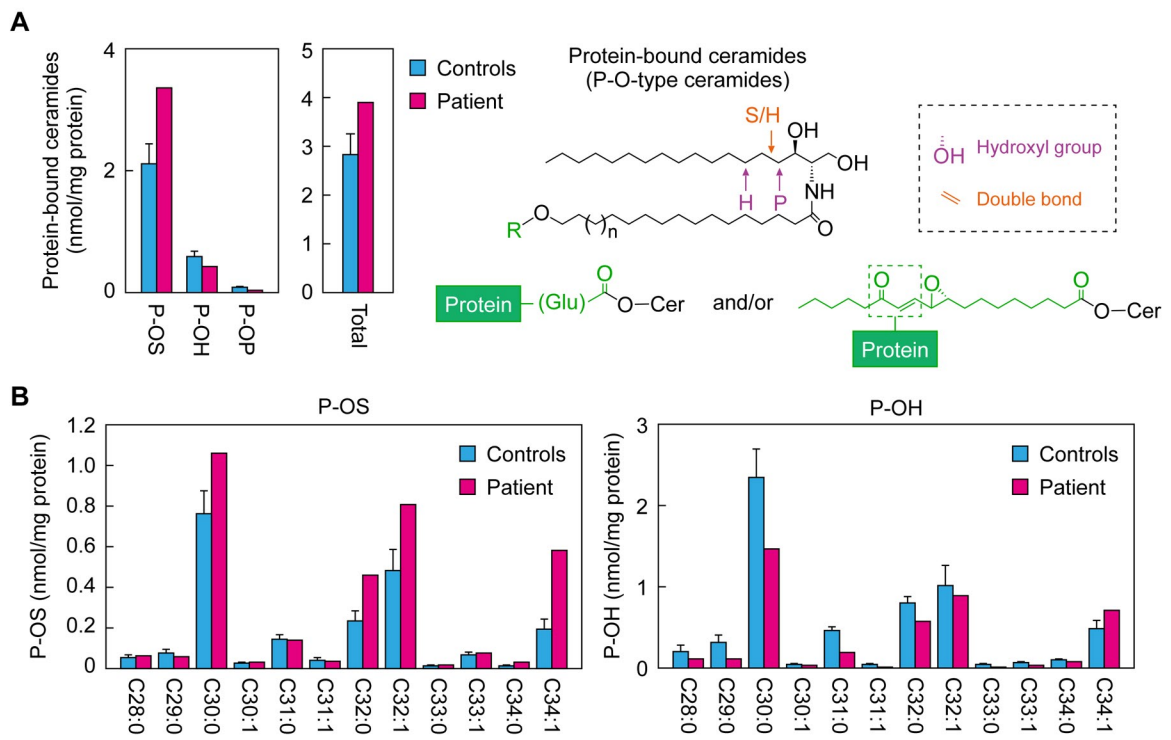 A
Protein-bound ceramides
(nmol/mg protein)
4
2
0
P-OS
P-OH
P-OP
5
4
3
2
1
0
Total
Controls
Patient
Protein-bound ceramides
(P-O-type ceramides)
S/H
OH
OH
H
P
NH
R
O
n
O
OH
Hydroxyl group
Double bond
Protein
(Glu)
O
O
Cer
and/or
O
O
O
O
Cer
Protein
B
P-OS
P-OS (nmol/mg protein)
1.2
1.0
0.8
0.6
0.4
0.2
0
Controls
Patient
C28:0
C29:0
C30:0
C30:1
C31:0
C31:1
C32:0
C32:1
C33:0
C33:1
C34:0
C34:1
P-OH
P-OH (nmol/mg protein)
3
2
1
0
Controls
Patient
C28:0
C29:0
C30:0
C30:1
C31:0
C31:1
C32:0
C32:1
C33:0
C33:1
C34:0
C34:1